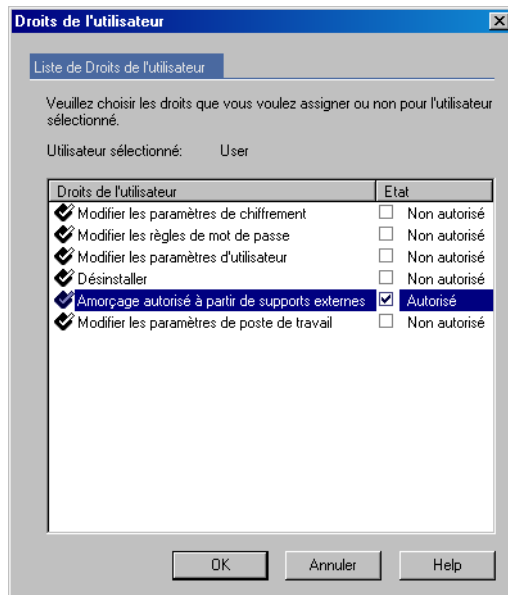 Droits de l'utilisateur
Liste de Droits de l'utilisateur
Veuillez choisir les droits que vous voulez assigner ou non pour l'utilisateur
sélectionné.
Utilisateur sélectionné: User
Droits de l'utilisateur Etat
Modifier les paramètres de chiffrement Non autorisé
Modifier les règles de mot de passe Non autorisé
Modifier les paramètres d'utilisateur Non autorisé
Désinstaller Non autorisé
Amorçage autorisé à partir de supports externes Autorisé
Modifier les paramètres de poste de travail Non autorisé
OK Annuler Help